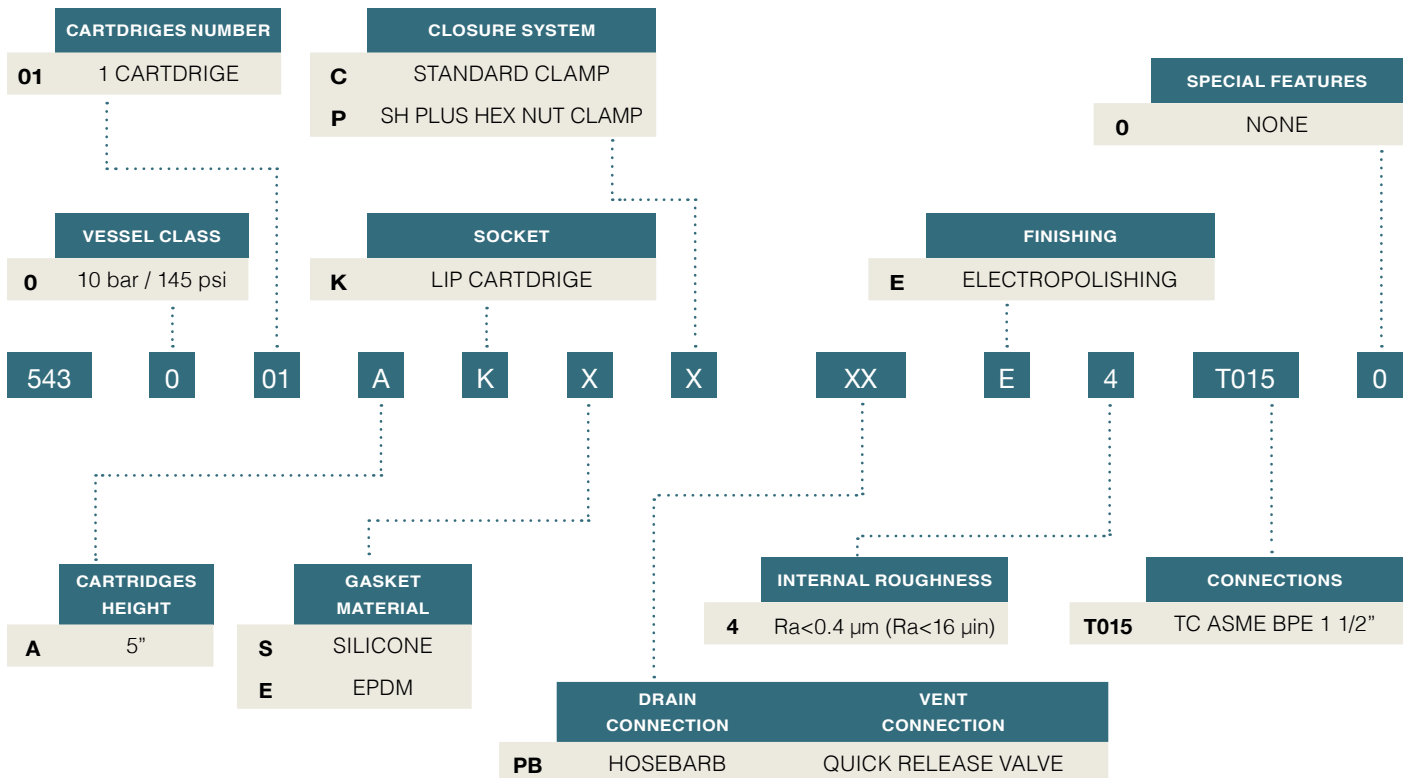 CARTDRIGES NUMBER
01 1 CARTDRIGE
CLOSURE SYSTEM
C STANDARD CLAMP
P SH PLUS HEX NUT CLAMP
SPECIAL FEATURES
0 NONE
VESSEL CLASS
0 10 bar / 145 psi
SOCKET
K LIP CARTDRIGE
FINISHING
E ELECTROPOLISHING
543 0 01 A K X X XX E 4 T015 0
CARTRIDGES
HEIGHT
A 5”
GASKET
MATERIAL
S SILICONE
E EPDM
INTERNAL ROUGHNESS
4 Ra<0.4 µm (Ra<16 µin)
CONNECTIONS
T015 TC ASME BPE 1 1/2”
DRAIN
CONNECTION
VENT
CONNECTION
PB HOSEBARB QUICK RELEASE VALVE